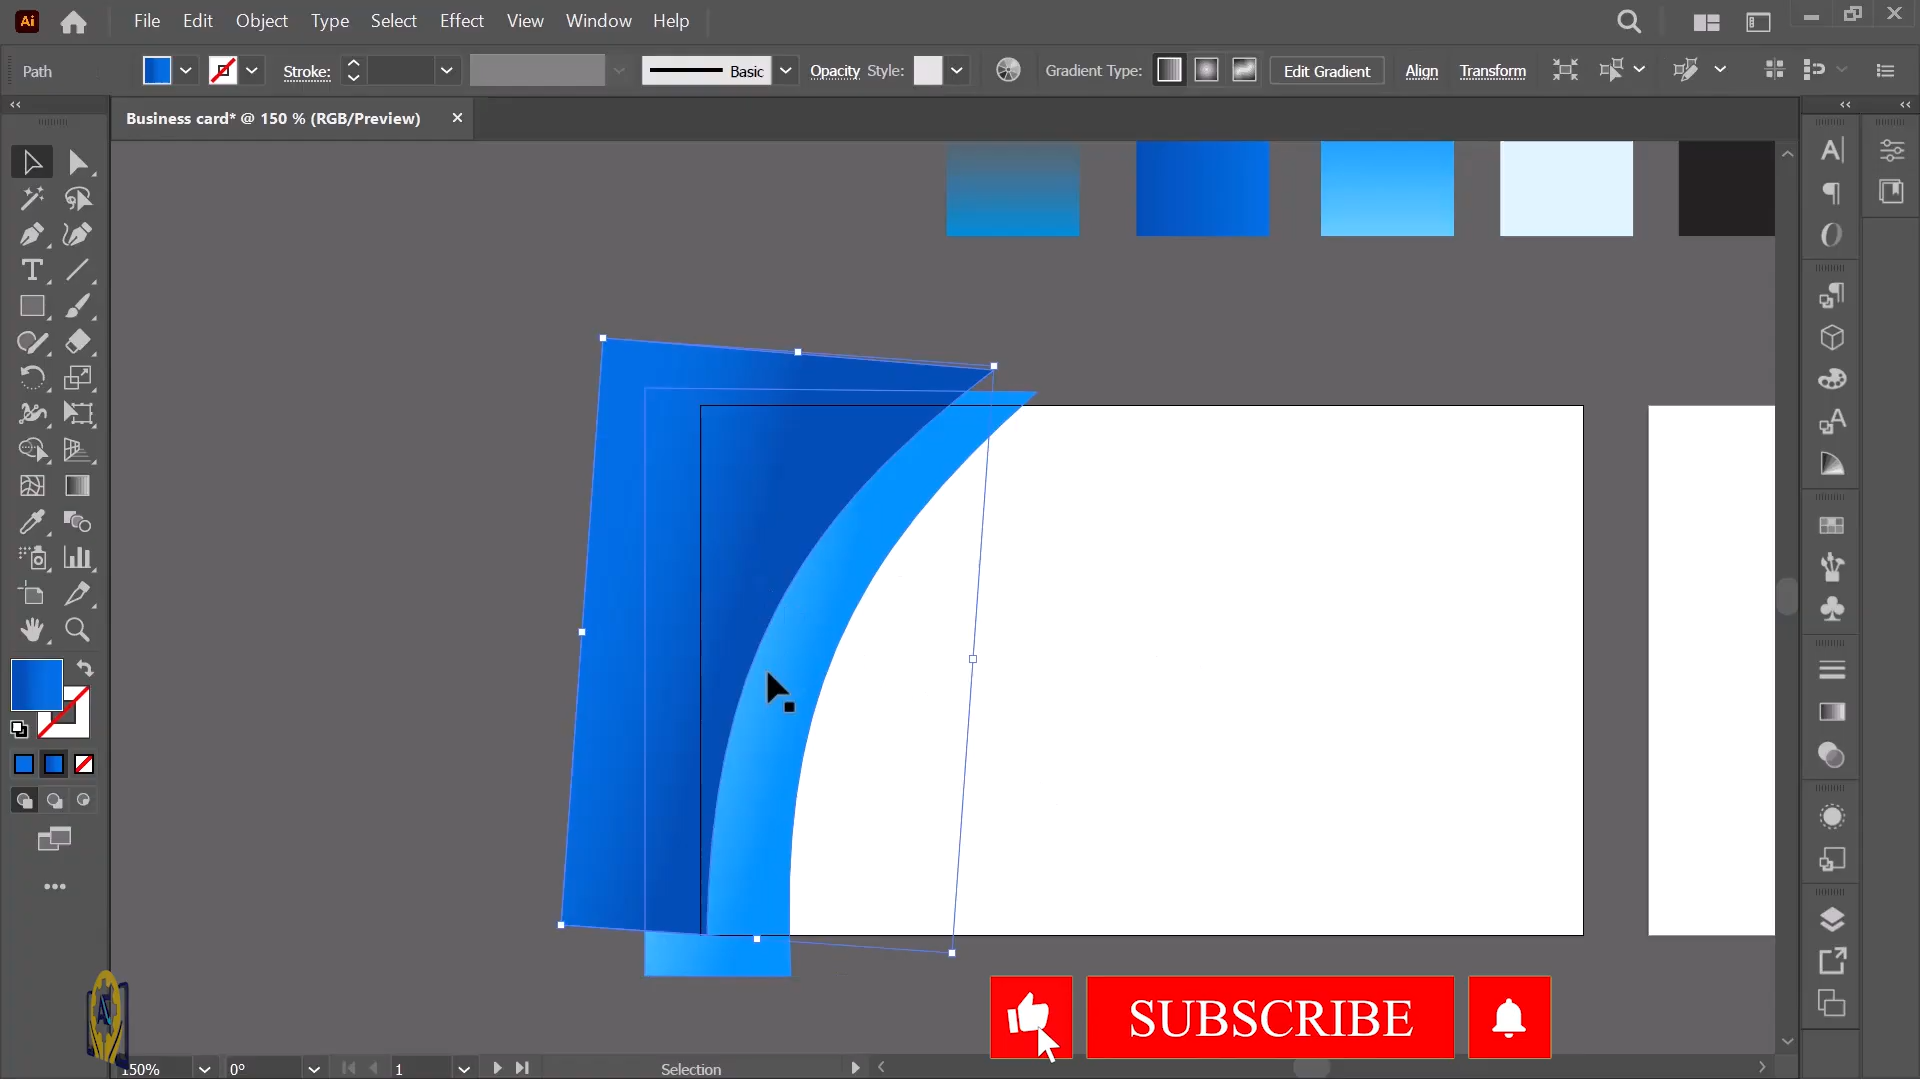 Ai File Edit Object Type Select Effect View Window Help
Path Stroke: Basic Opacity Style: Gradient Type: Edit Gradient Align Transform
Business card* @ 150 % (RGB/Preview) ×
SUBSCRIBE
150% 0° 1 Selection